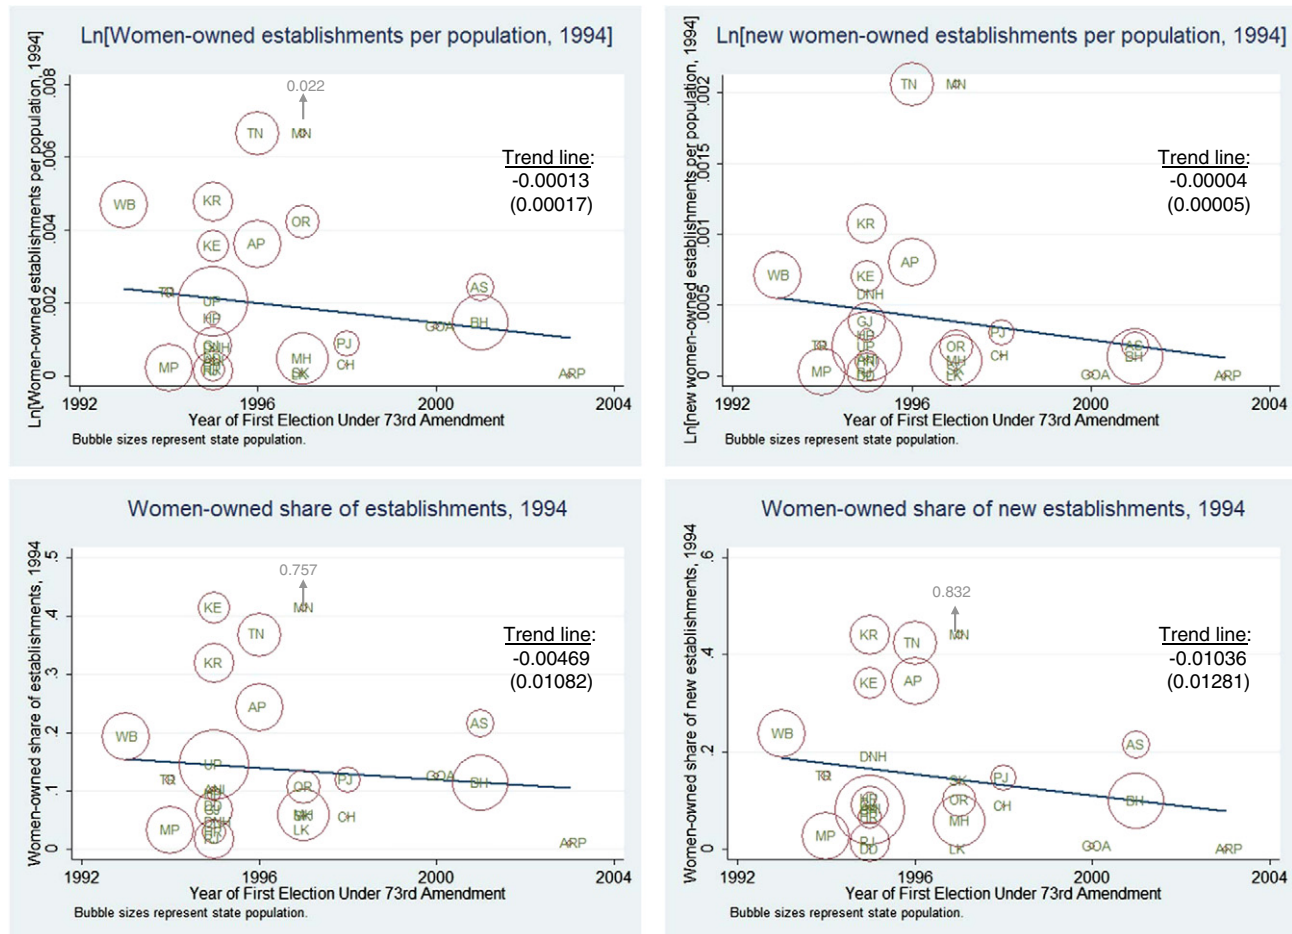 Ln[Women-owned establishments per population, 1994]
Ln[Women-owned establishments per population, 1994]
.008
.006
.004
.002
0
0.022
TN
MN
WB
KR
OR
KE
AP
AS
UP
HP
BH
GOA
PJ
MH
CH
MP
LK
ARP
Trend line:
-0.00013
(0.00017)
1992
1996
2000
2004
Year of First Election Under 73rd Amendment
Bubble sizes represent state population.
Ln[new women-owned establishments per population, 1994]
Ln[new women-owned establishments per population, 1994]
.002
.0015
.001
.0005
0
TN
MN
KR
AP
WB
KE
DNH
GJ
PJ
UP
OR
AS
CH
BH
MH
MP
LK
GOA
ARP
Trend line:
-0.00004
(0.00005)
1992
1996
2000
2004
Year of First Election Under 73rd Amendment
Bubble sizes represent state population.
Women-owned share of establishments, 1994
Women-owned share of establishments, 1994
.5
.4
.3
.2
.1
0
0.757
KE
MN
TN
KR
AP
WB
AS
UP
GOA
PJ
OR
BH
CH
MP
LK
RJ
ARP
Trend line:
-0.00469
(0.01082)
1992
1996
2000
2004
Year of First Election Under 73rd Amendment
Bubble sizes represent state population.
Women-owned share of new establishments, 1994
Women-owned share of new establishments, 1994
.6
.4
.2
0
0.832
KR
MN
TN
KE
AP
WB
AS
DNH
PJ
OR
BH
CH
MH
MP
RJ
DD
LK
GOA
ARP
Trend line:
-0.01036
(0.01281)
1992
1996
2000
2004
Year of First Election Under 73rd Amendment
Bubble sizes represent state population.